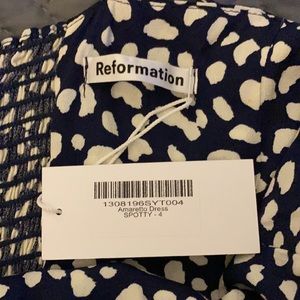 Reformation
1308196SYT004
Amaretto Dress
SPOTTY - 4